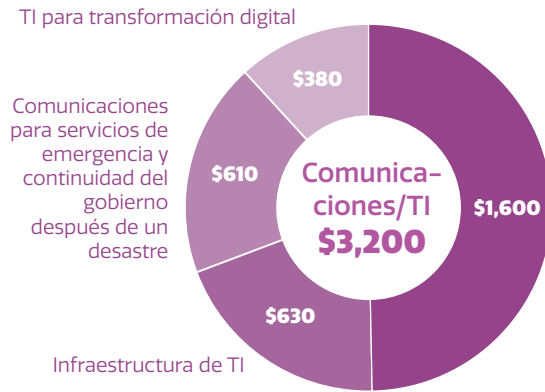 TI para transformación digital
$380
Comunicaciones
para servicios de
emergencia y
continuidad del
gobierno
después de un
desastre
$610
Comunica-
ciones/TI
$3,200
$1,600
$630
Infraestructura de TI